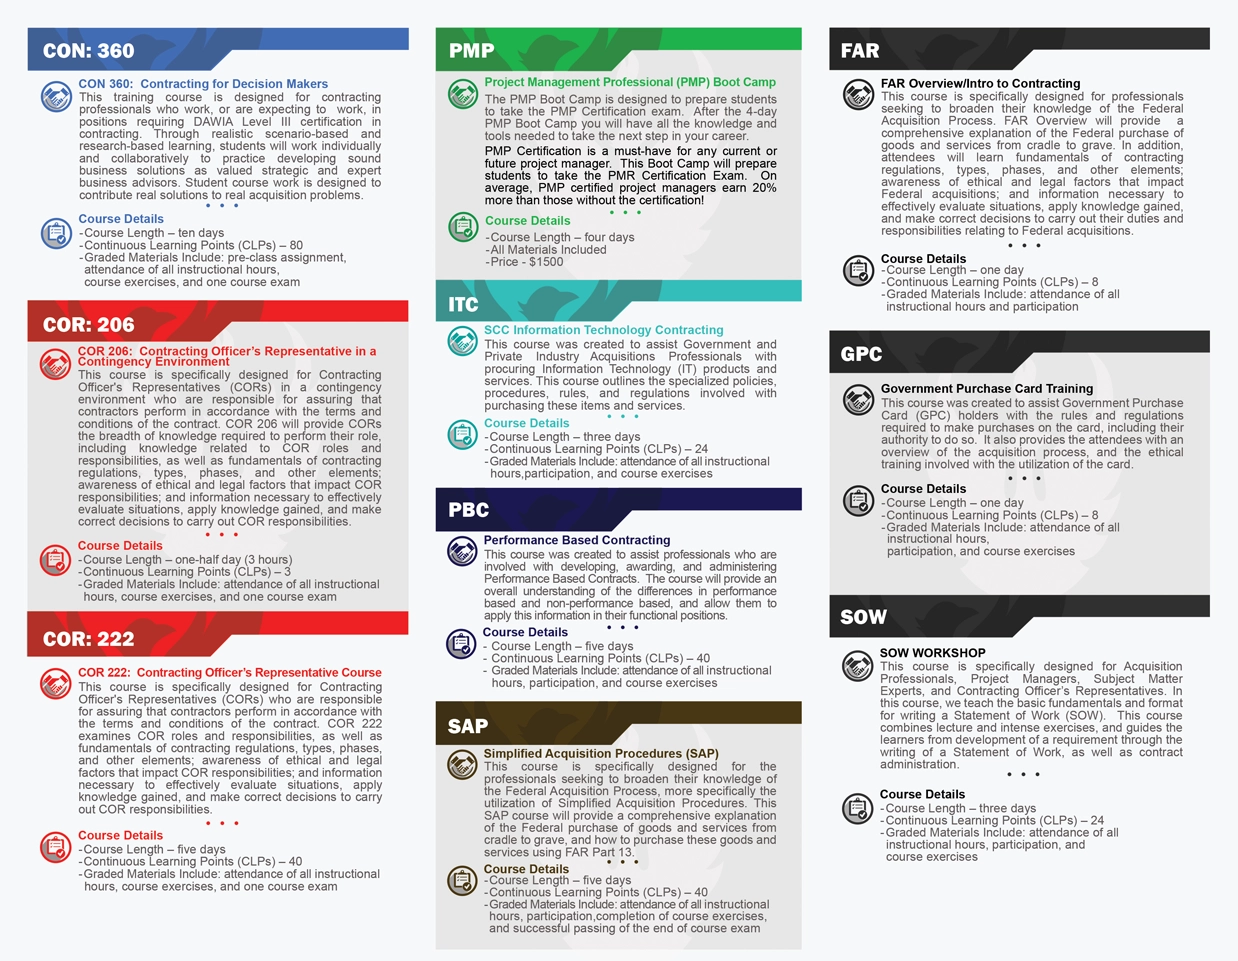 CON: 360
CON 360:  Contracting for Decision Makers
This training course is designed for contracting
professionals who work, or are expecting to work, in
positions requiring DAWIA Level III certification in
contracting. Through realistic scenario-based and
research-based learning, students will work individually
and collaboratively to practice developing sound
business solutions as valued strategic and expert
business advisors. Student course work is designed to
contribute real solutions to real acquisition problems.
• • •
Course Details
-Course Length – ten days
-Continuous Learning Points (CLPs) – 80
-Graded Materials Include: pre-class assignment,
attendance of all instructional hours,
course exercises, and one course exam
COR: 206
COR 206:  Contracting Officer's Representative in a
Contingency Environment
This course is specifically designed for Contracting
Officer's Representatives (CORs) in a contingency
environment who are responsible for assuring that
contractors perform in accordance with the terms and
conditions of the contract. COR 206 will provide CORs
the breadth of knowledge required to perform their role,
including knowledge related to COR roles and
responsibilities, as well as fundamentals of contracting
regulations, types, phases, and other elements;
awareness of ethical and legal factors that impact COR
responsibilities; and information necessary to effectively
evaluate situations, apply knowledge gained, and make
correct decisions to carry out COR responsibilities.
• • •
Course Details
-Course Length – one-half day (3 hours)
-Continuous Learning Points (CLPs) – 3
-Graded Materials Include: attendance of all instructional
hours, course exercises, and one course exam
COR: 222
COR 222:  Contracting Officer's Representative Course
This course is specifically designed for Contracting
Officer's Representatives (CORs) who are responsible
for assuring that contractors perform in accordance with
the terms and conditions of the contract. COR 222
examines COR roles and responsibilities, as well as
fundamentals of contracting regulations, types, phases,
and other elements; awareness of ethical and legal
factors that impact COR responsibilities; and information
necessary to effectively evaluate situations, apply
knowledge gained, and make correct decisions to carry
out COR responsibilities.
• • •
Course Details
-Course Length – five days
-Continuous Learning Points (CLPs) – 40
-Graded Materials Include: attendance of all instructional
hours, course exercises, and one course exam
PMP
Project Management Professional (PMP) Boot Camp
The PMP Boot Camp is designed to prepare students
to take the PMP Certification exam.  After the 4-day
PMP Boot Camp you will have all the knowledge and
tools needed to take the next step in your career.
PMP Certification is a must-have for any current or
future project manager.  This Boot Camp will prepare
students to take the PMR Certification Exam.  On
average, PMP certified project managers earn 20%
more than those without the certification!
• • •
Course Details
-Course Length – four days
-All Materials Included
-Price - $1500
ITC
SCC Information Technology Contracting
This course was created to assist Government and
Private Industry Acquisitions Professionals with
procuring Information Technology (IT) products and
services. This course outlines the specialized policies,
procedures, rules, and regulations involved with
purchasing these items and services.
• • •
Course Details
-Course Length – three days
-Continuous Learning Points (CLPs) – 24
-Graded Materials Include: attendance of all instructional
hours,participation, and course exercises
PBC
Performance Based Contracting
This course was created to assist professionals who are
involved with developing, awarding, and administering
Performance Based Contracts.  The course will provide an
overall understanding of the differences in performance
based and non-performance based, and allow them to
apply this information in their functional positions.
• • •
Course Details
- Course Length – five days
- Continuous Learning Points (CLPs) – 40
- Graded Materials Include: attendance of all instructional
hours, participation, and course exercises
SAP
Simplified Acquisition Procedures (SAP)
This course is specifically designed for the
professionals seeking to broaden their knowledge of
the Federal Acquisition Process, more specifically the
utilization of Simplified Acquisition Procedures. This
SAP course will provide a comprehensive explanation
of the Federal purchase of goods and services from
cradle to grave, and how to purchase these goods and
services using FAR Part 13.
• • •
Course Details
-Course Length – five days
-Continuous Learning Points (CLPs) – 40
-Graded Materials Include: attendance of all instructional
hours, participation,completion of course exercises,
and successful passing of the end of course exam
FAR
FAR Overview/Intro to Contracting
This course is specifically designed for professionals
seeking to broaden their knowledge of the Federal
Acquisition Process. FAR Overview will provide a
comprehensive explanation of the Federal purchase of
goods and services from cradle to grave. In addition,
attendees will learn fundamentals of contracting
regulations, types, phases, and other elements;
awareness of ethical and legal factors that impact
Federal acquisitions; and information necessary to
effectively evaluate situations, apply knowledge gained,
and make correct decisions to carry out their duties and
responsibilities relating to Federal acquisitions.
• • •
Course Details
-Course Length – one day
-Continuous Learning Points (CLPs) – 8
-Graded Materials Include: attendance of all
instructional hours and participation
GPC
Government Purchase Card Training
This course was created to assist Government Purchase
Card (GPC) holders with the rules and regulations
required to make purchases on the card, including their
authority to do so.  It also provides the attendees with an
overview of the acquisition process, and the ethical
training involved with the utilization of the card.
• • •
Course Details
-Course Length – one day
-Continuous Learning Points (CLPs) – 8
-Graded Materials Include: attendance of all
instructional hours,
participation, and course exercises
SOW
SOW WORKSHOP
This course is specifically designed for Acquisition
Professionals, Project Managers, Subject Matter
Experts, and Contracting Officer's Representatives. In
this course, we teach the basic fundamentals and format
for writing a Statement of Work (SOW).  This course
combines lecture and intense exercises, and guides the
learners from development of a requirement through the
writing of a Statement of Work, as well as contract
adminstration.
• • •
Course Details
-Course Length – three days
-Continuous Learning Points (CLPs) – 24
-Graded Materials Include: attendance of all
instructional hours, participation, and
course exercises